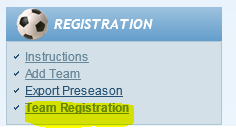 REGISTRATION
Instructions
Add Team
Export Preseason
Team Registration